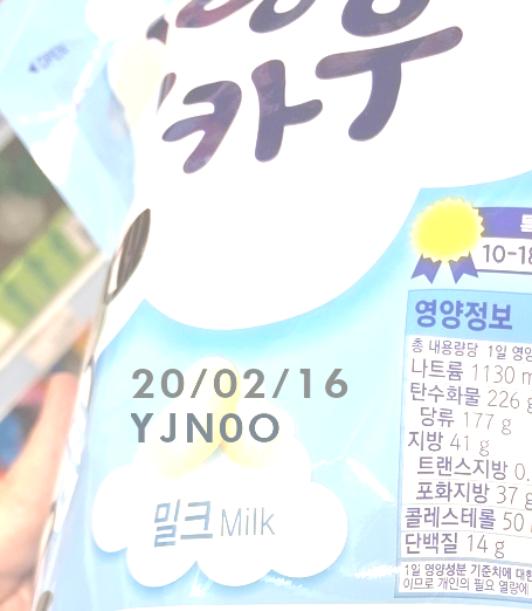 OPEN
카우
10-18
영양정보
총 내용량당 1일 영양
나트륨 1130 m
탄수화물 226 g
당류 177 g
지방 41 g
트랜스지방 0.
포화지방 37 g
콜레스테롤 50
단백질 14 g
1일 영양성분 기준치에 대한
이므로 개인의 필요 열량에
20/02/16
YJN0O
밀크 Milk